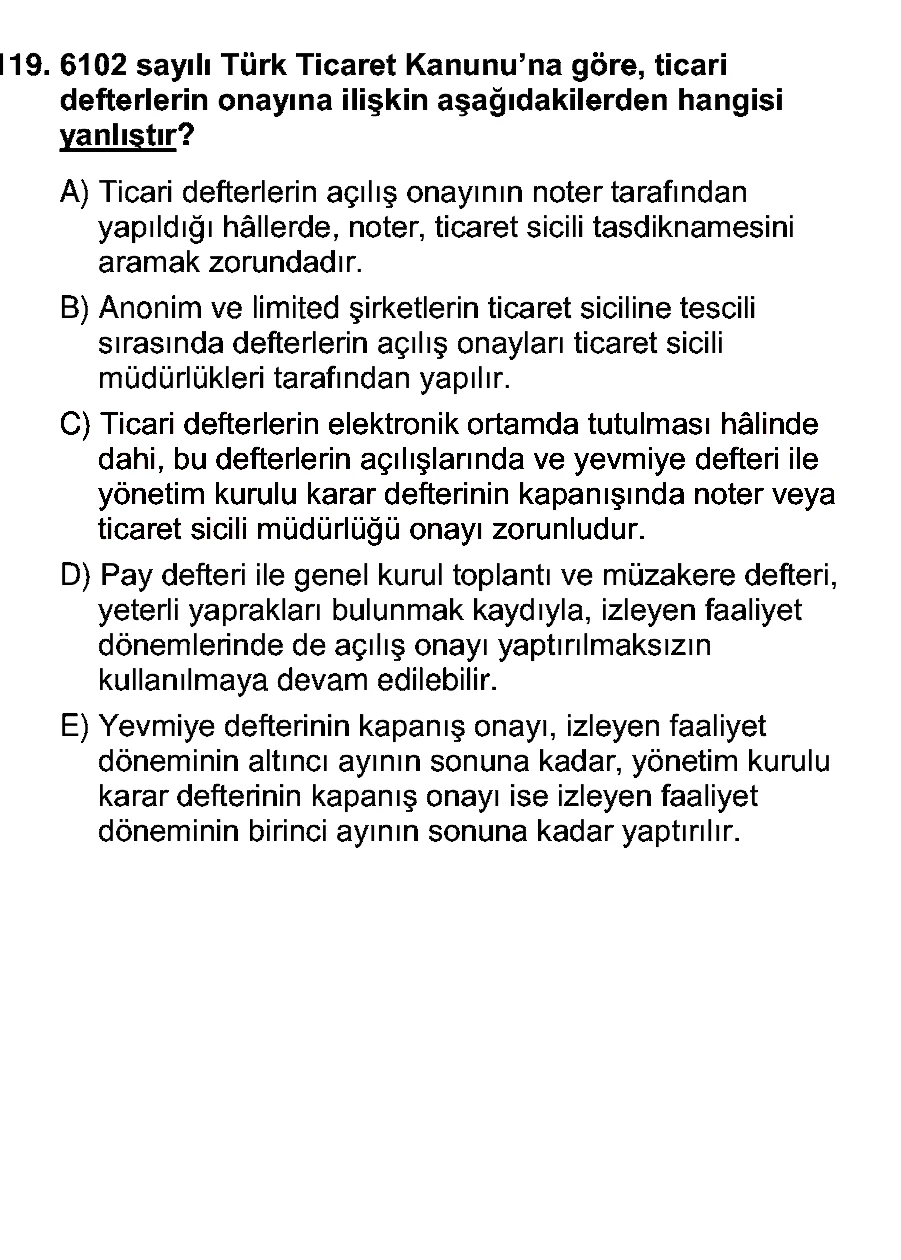 119. 6102 sayılı Türk Ticaret Kanunu’na göre, ticari
defterlerin onayına ilişkin aşağıdakilerden hangisi
yanlıştır?
A) Ticari defterlerin açılış onayının noter tarafından
yapıldığı hâllerde, noter, ticaret sicili tasdiknamesini
aramak zorundadır.
B) Anonim ve limited şirketlerin ticaret siciline tescili
sırasında defterlerin açılış onayları ticaret sicili
müdürlükleri tarafından yapılır.
C) Ticari defterlerin elektronik ortamda tutulması hâlinde
dahi, bu defterlerin açılışlarında ve yevmiye defteri ile
yönetim kurulu karar defterinin kapanışında noter veya
ticaret sicili müdürlüğü onayı zorunludur.
D) Pay defteri ile genel kurul toplantı ve müzakere defteri,
yeterli yaprakları bulunmak kaydıyla, izleyen faaliyet
dönemlerinde de açılış onayı yaptırılmaksızın
kullanılmaya devam edilebilir.
E) Yevmiye defterinin kapanış onayı, izleyen faaliyet
döneminin altıncı ayının sonuna kadar, yönetim kurulu
karar defterinin kapanış onayı ise izleyen faaliyet
döneminin birinci ayının sonuna kadar yaptırılır.